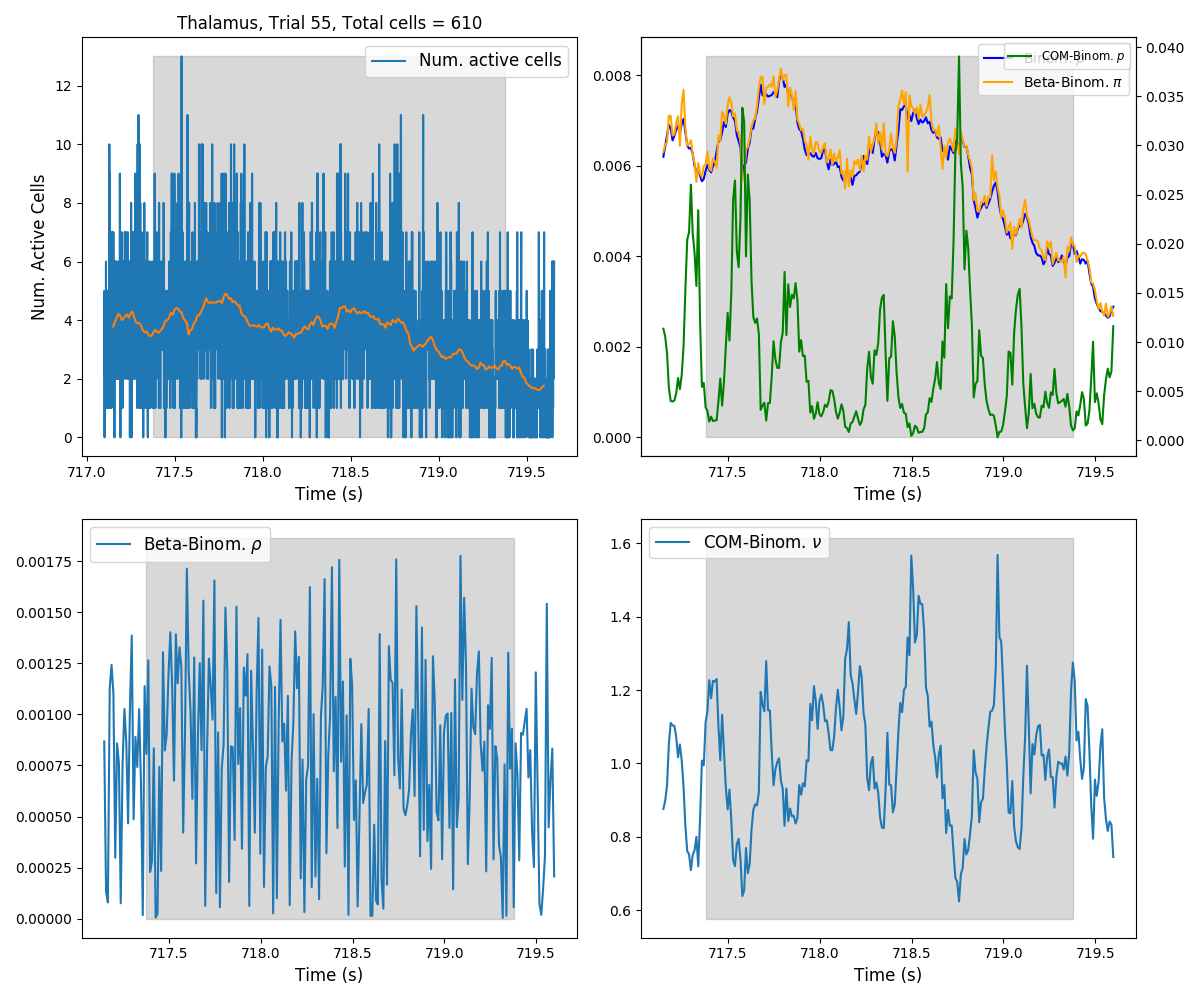 Thalamus, Trial 55, Total cells = 610
Num. active cells
Num. Active Cells
12
10
8
6
4
2
0
717.0 717.5 718.0 718.5 719.0 719.5
Time (s)
COM-Binom. p
Beta-Binom. π
0.008
0.006
0.004
0.002
0.000
0.040
0.035
0.030
0.025
0.020
0.015
0.010
0.005
0.000
717.5 718.0 718.5 719.0 719.5
Time (s)
Beta-Binom. ρ
0.00175
0.00150
0.00125
0.00100
0.00075
0.00050
0.00025
0.00000
717.5 718.0 718.5 719.0 719.5
Time (s)
COM-Binom. ν
1.6
1.4
1.2
1.0
0.8
0.6
717.5 718.0 718.5 719.0 719.5
Time (s)